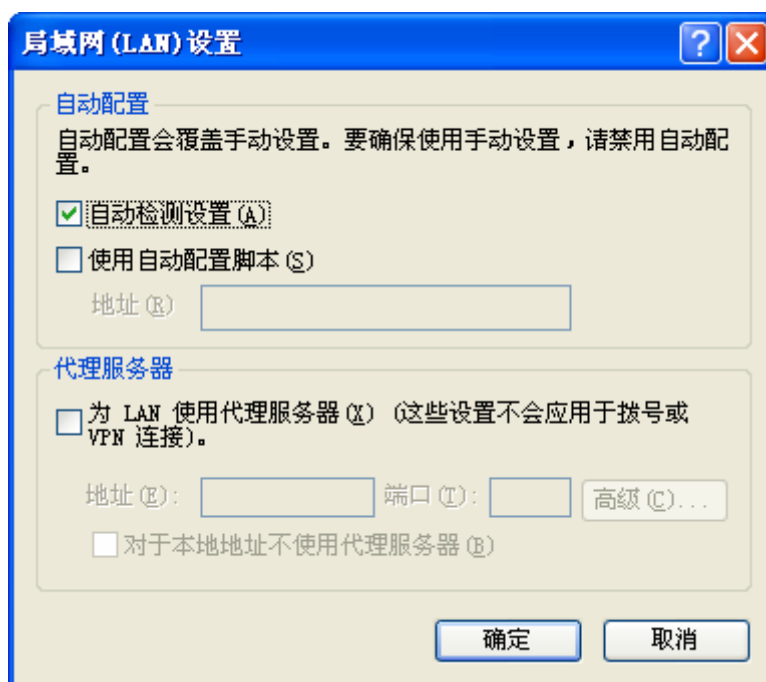 局域网(LAN)设置
自动配置
自动配置会覆盖手动设置。要确保使用手动设置，请禁用自动配
置。
自动检测设置(A)
使用自动配置脚本(S)
地址(R)
代理服务器
为 LAN 使用代理服务器(X) (这些设置不会应用于拨号或
VPN 连接)。
地址(E): 端口(T): 高级(C)...
对于本地地址不使用代理服务器(B)
确定 取消